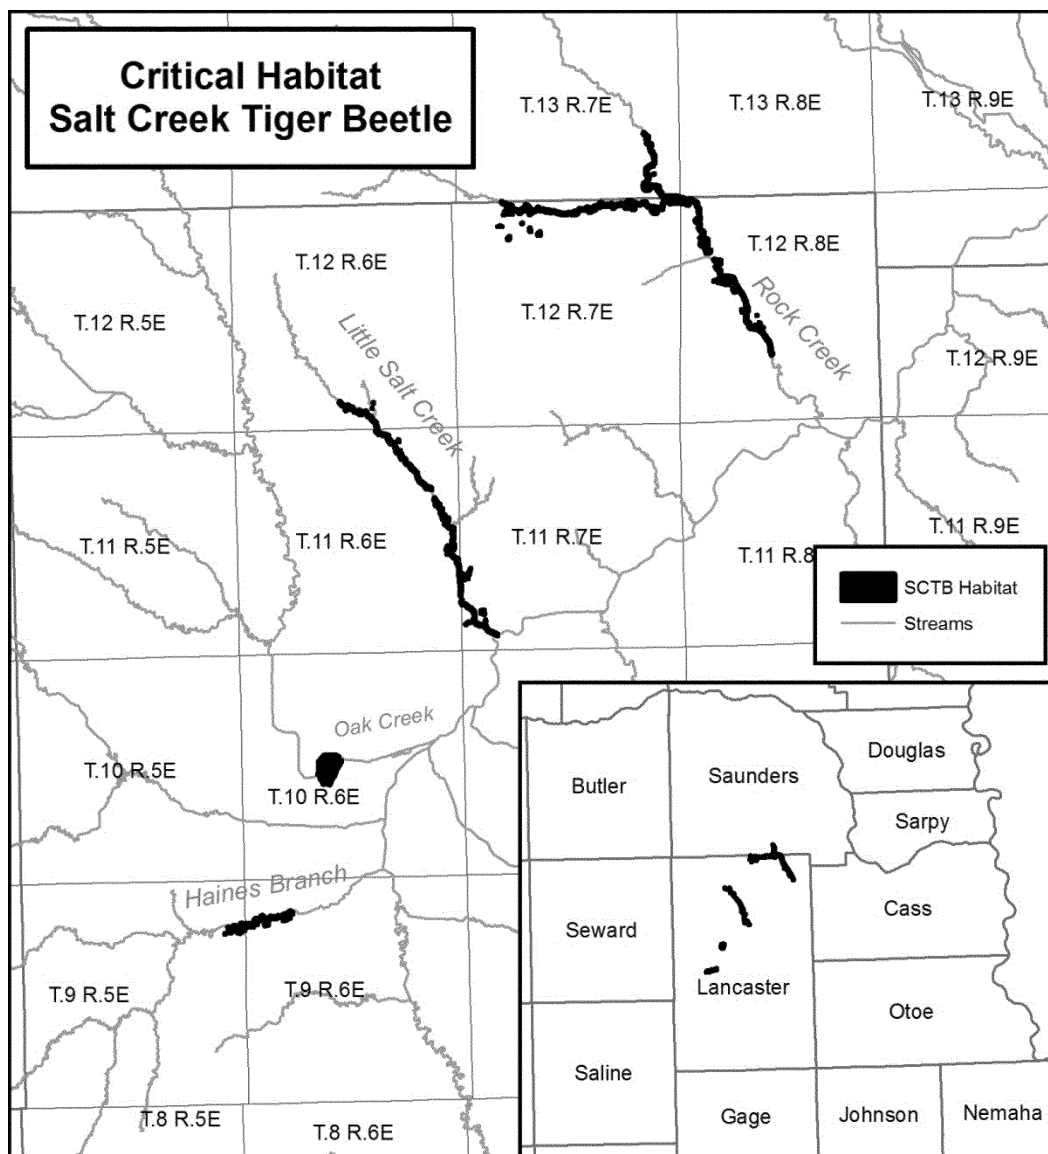 Critical Habitat
Salt Creek Tiger Beetle
T.13 R.7E
T.13 R.8E
T.13 R.9E
T.12 R.5E
T.12 R.6E
T.12 R.7E
T.12 R.8E
T.12 R.9E
Little Salt Creek
Rock Creek
T.11 R.5E
T.11 R.6E
T.11 R.7E
T.11 R.8
T.11 R.9E
SCTB Habitat
Streams
Oak Creek
T.10 R.5E
T.10 R.6E
Haines Branch
T.9 R.5E
T.9 R.6E
T.8 R.5E
T.8 R.6E
Butler
Saunders
Douglas
Sarpy
Seward
Cass
Lancaster
Otoe
Saline
Gage
Johnson
Nemaha